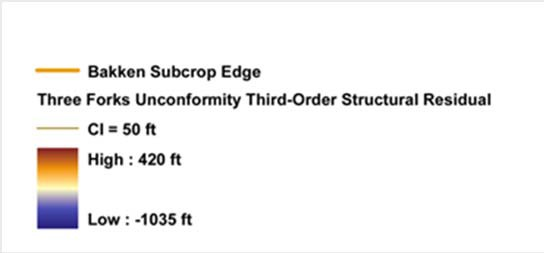 Bakken Subcrop Edge
Three Forks Unconformity Third-Order Structural Residual
CI = 50 ft
High : 420 ft
Low : -1035 ft